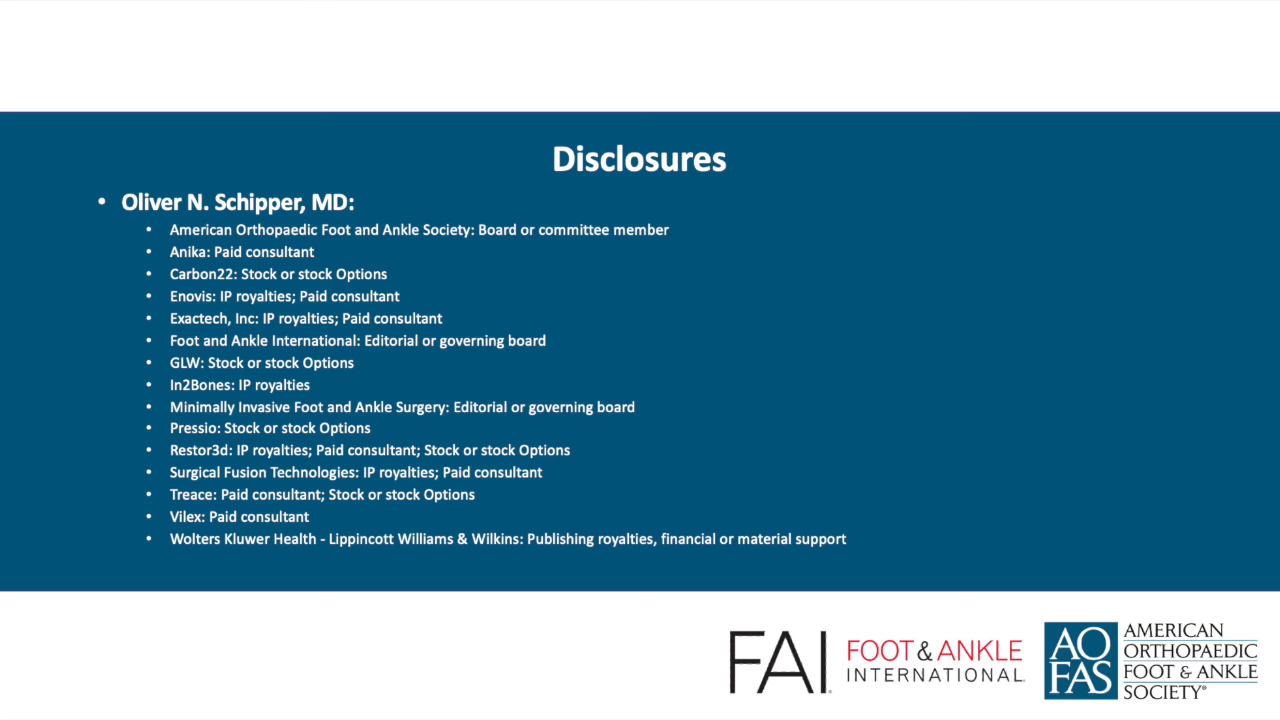 Disclosures
• Oliver N. Schipper, MD:
• American Orthopaedic Foot and Ankle Society: Board or committee member
• Anika: Paid consultant
• Carbon22: Stock or stock Options
• Enovis: IP royalties; Paid consultant
• Exactech, Inc: IP royalties; Paid consultant
• Foot and Ankle International: Editorial or governing board
• GLW: Stock or stock Options
• In2Bones: IP royalties
• Minimally Invasive Foot and Ankle Surgery: Editorial or governing board
• Pressio: Stock or stock Options
• Restor3d: IP royalties; Paid consultant; Stock or stock Options
• Surgical Fusion Technologies: IP royalties; Paid consultant
• Treace: Paid consultant; Stock or stock Options
• Vilex: Paid consultant
• Wolters Kluwer Health - Lippincott Williams & Wilkins: Publishing royalties, financial or material support
FAI
FOOT & ANKLE
INTERNATIONAL
AO
FAS
AMERICAN
ORTHOPAEDIC
FOOT & ANKLE
SOCIETY®